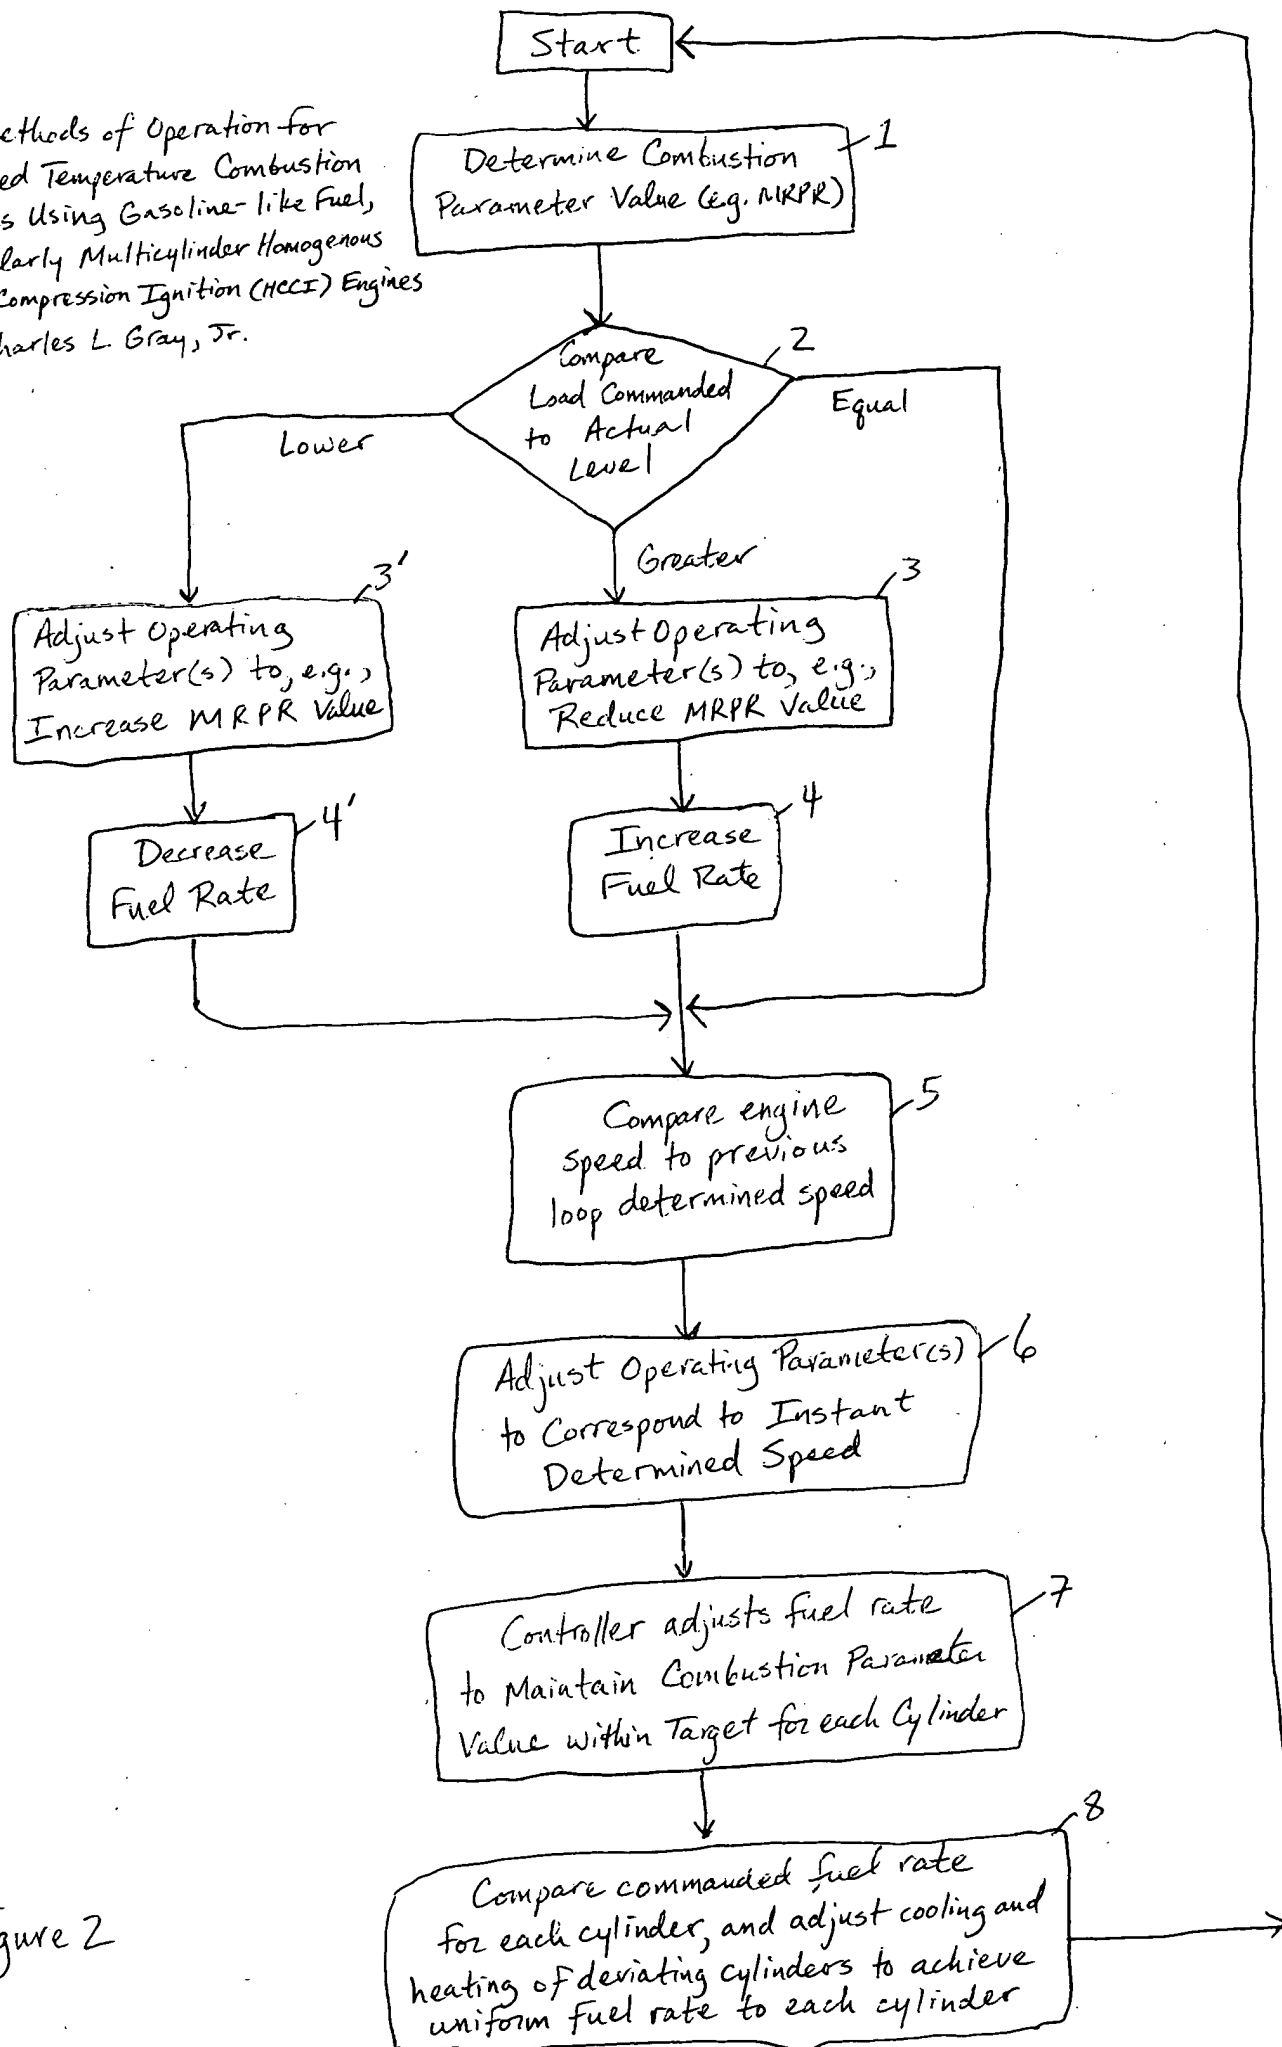 Start
ethods of Operation for
ed Temperature Combustion
s Using Gasoline-like Fuel,
larly Multicylinder Homogenous
Compression Ignition (HCCI) Engines
harles L. Gray, Jr.
1
Determine Combustion
Parameter Value (e.g. MRPR)
2
Compare
Load Commanded
to Actual
Level
Equal
Lower
Greater
3'
Adjust Operating
Parameter(s) to, e.g.,
Increase MRPR Value
3
Adjust Operating
Parameter(s) to, e.g.,
Reduce MRPR Value
4'
Decrease
Fuel Rate
4
Increase
Fuel Rate
5
Compare engine
speed to previous
loop determined speed
6
Adjust Operating Parameter(s)
to Correspond to Instant
Determined Speed
7
Controller adjusts fuel rate
to Maintain Combustion Parameter
Value within Target for each Cylinder
8
Compare commanded fuel rate
for each cylinder, and adjust cooling and
heating of deviating cylinders to achieve
uniform fuel rate to each cylinder
gure 2